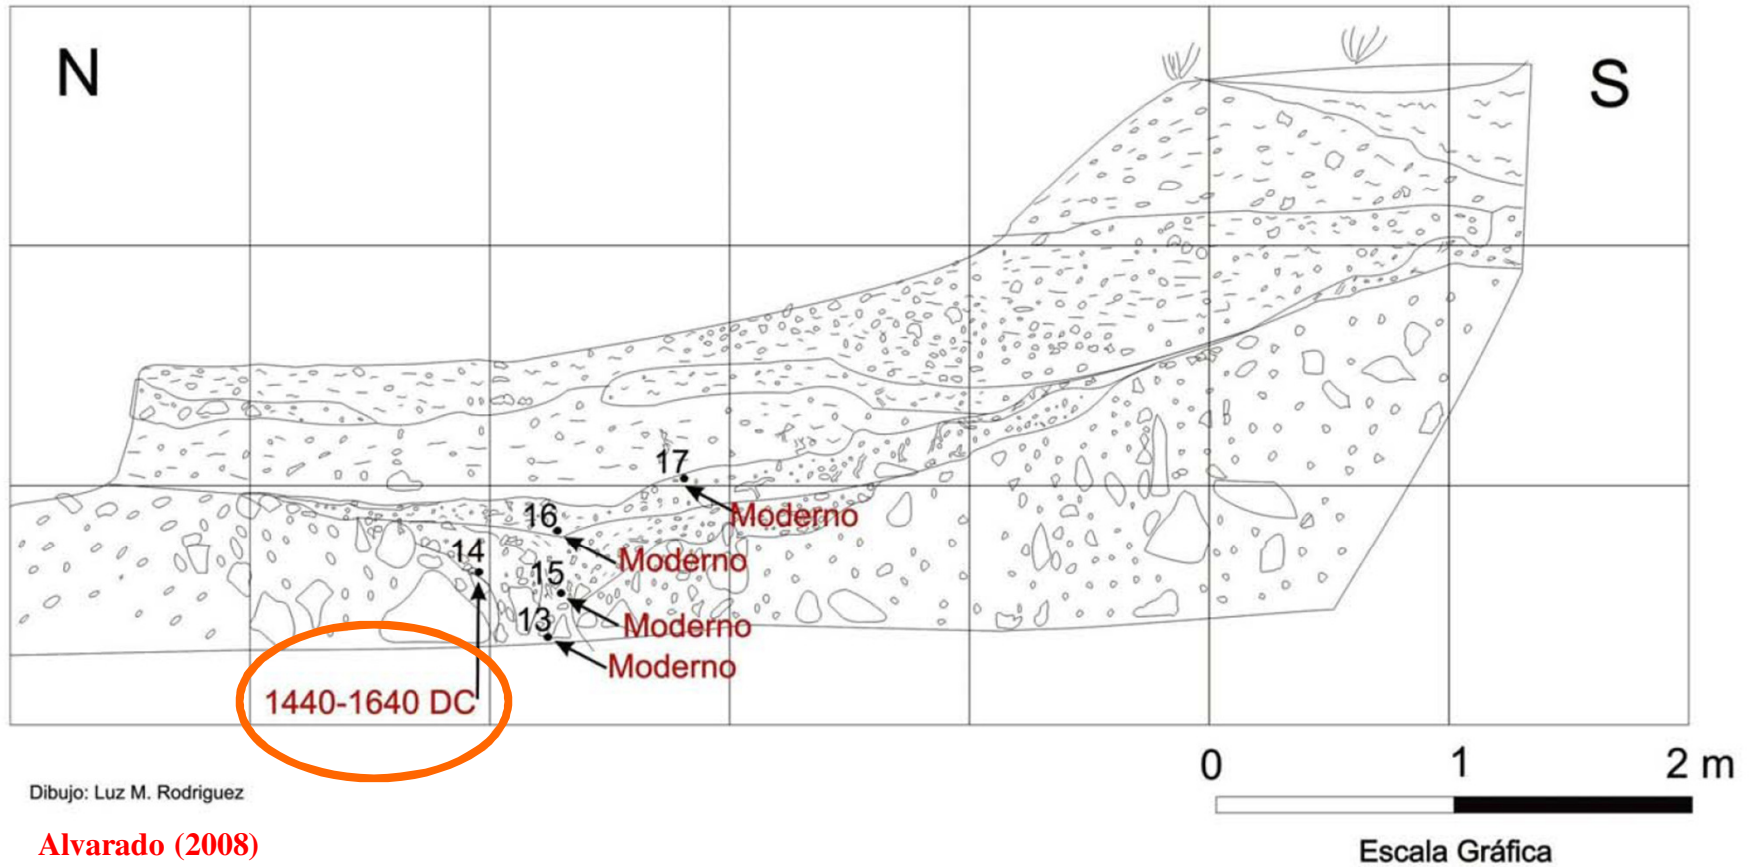 N
S
17
Moderno
16
Moderno
14
15
Moderno
13
Moderno
1440-1640 DC
0 1 2 m
Dibujo: Luz M. Rodriguez
Alvarado (2008)
Escala Gráfica